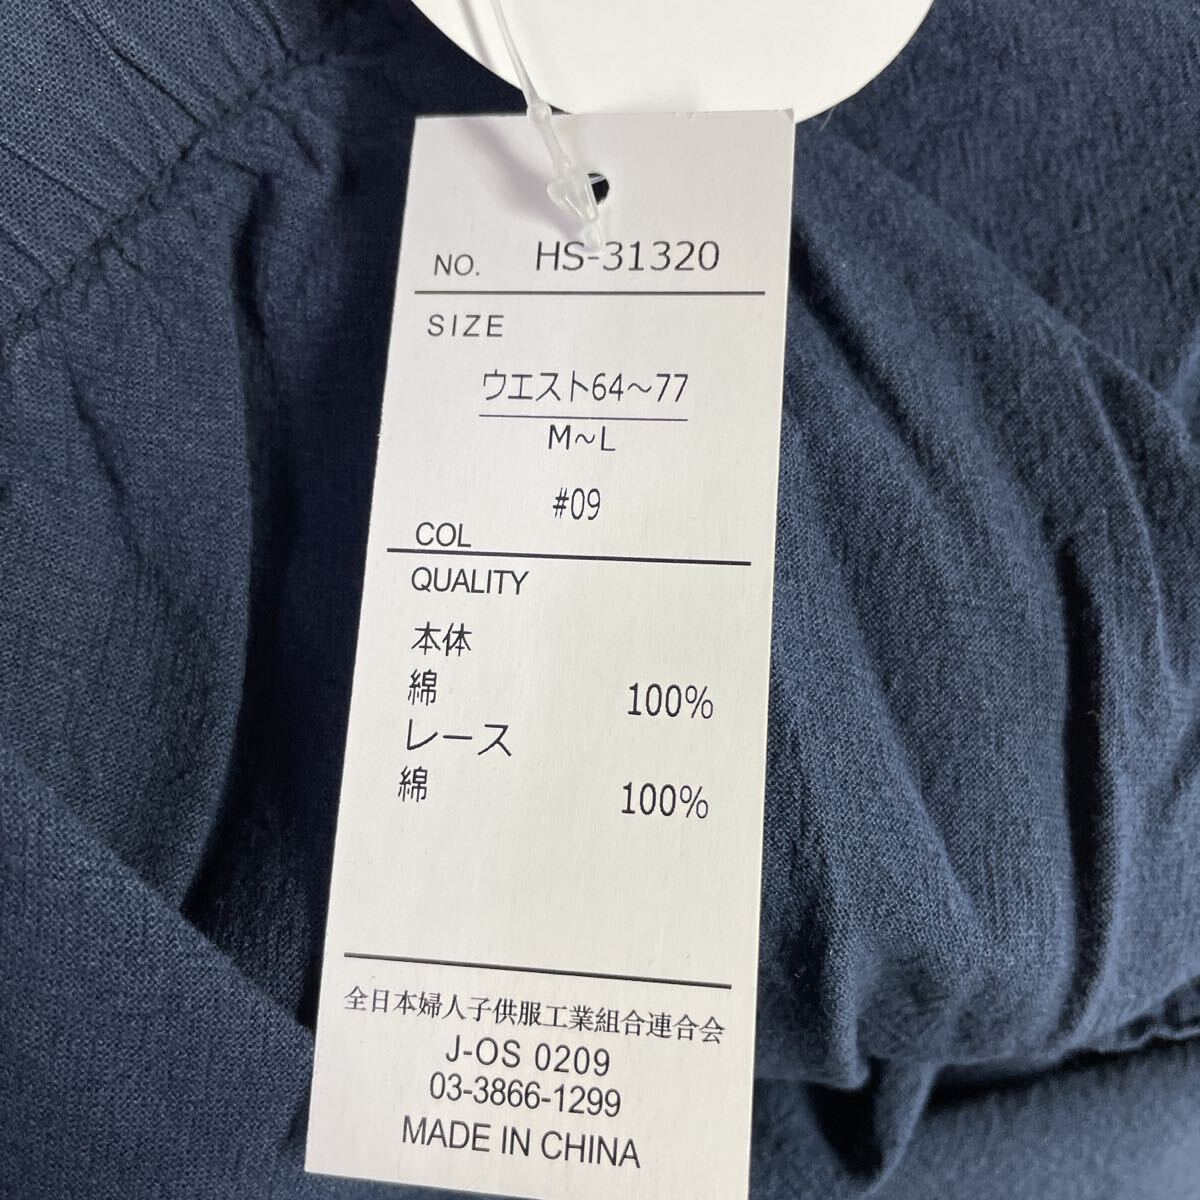 NO. HS-31320
SIZE
ウエスト64～77
M～L
#09
COL
QUALITY
本体
綿 100%
レース
綿 100%
全日本婦人子供服工業組合連合会
J-OS 0209
03-3866-1299
MADE IN CHINA